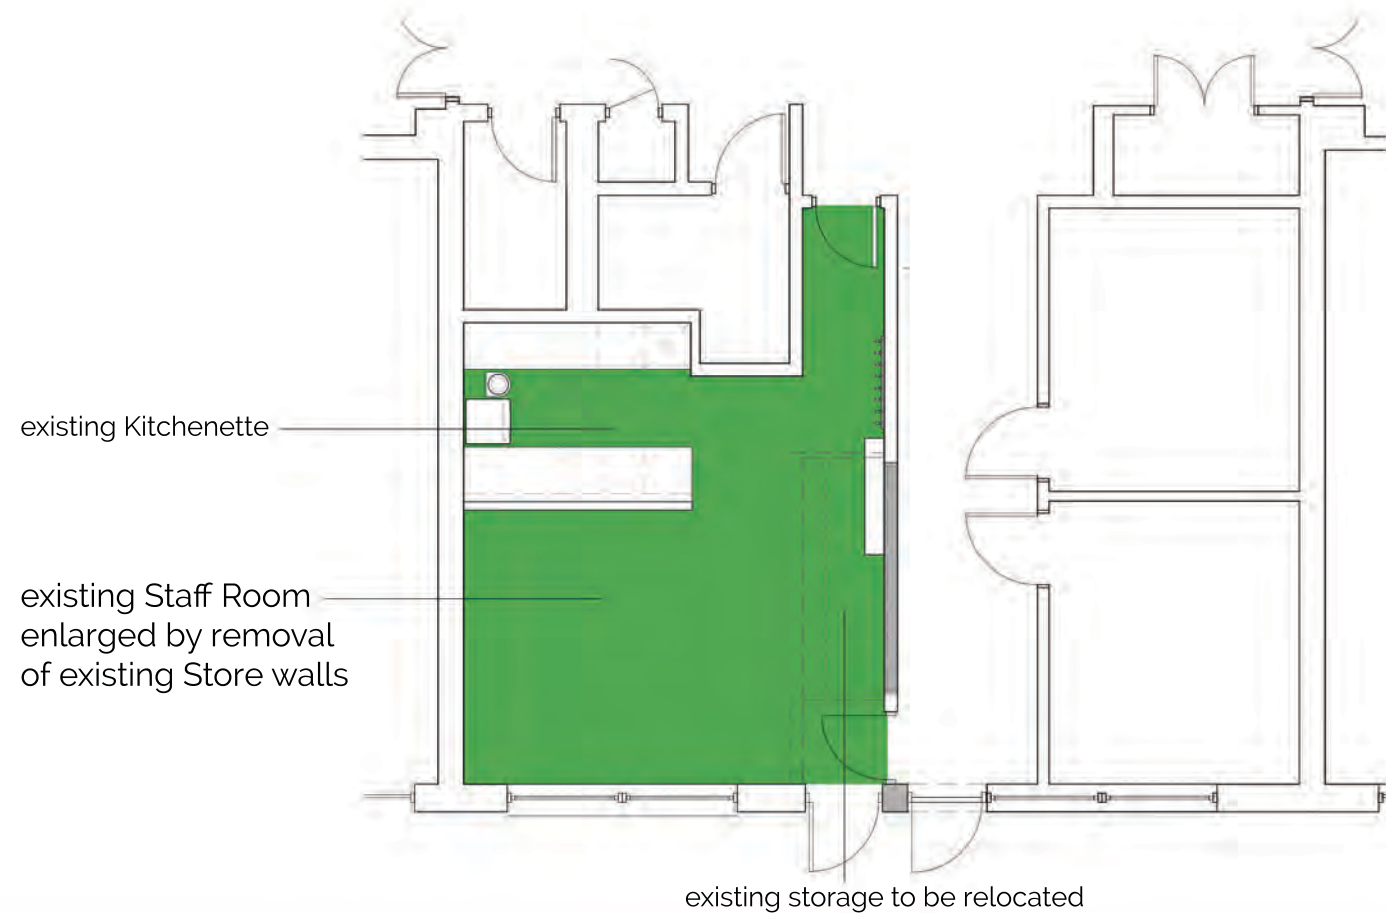 existing Kitchenette
existing Staff Room
enlarged by removal
of existing Store walls
existing storage to be relocated